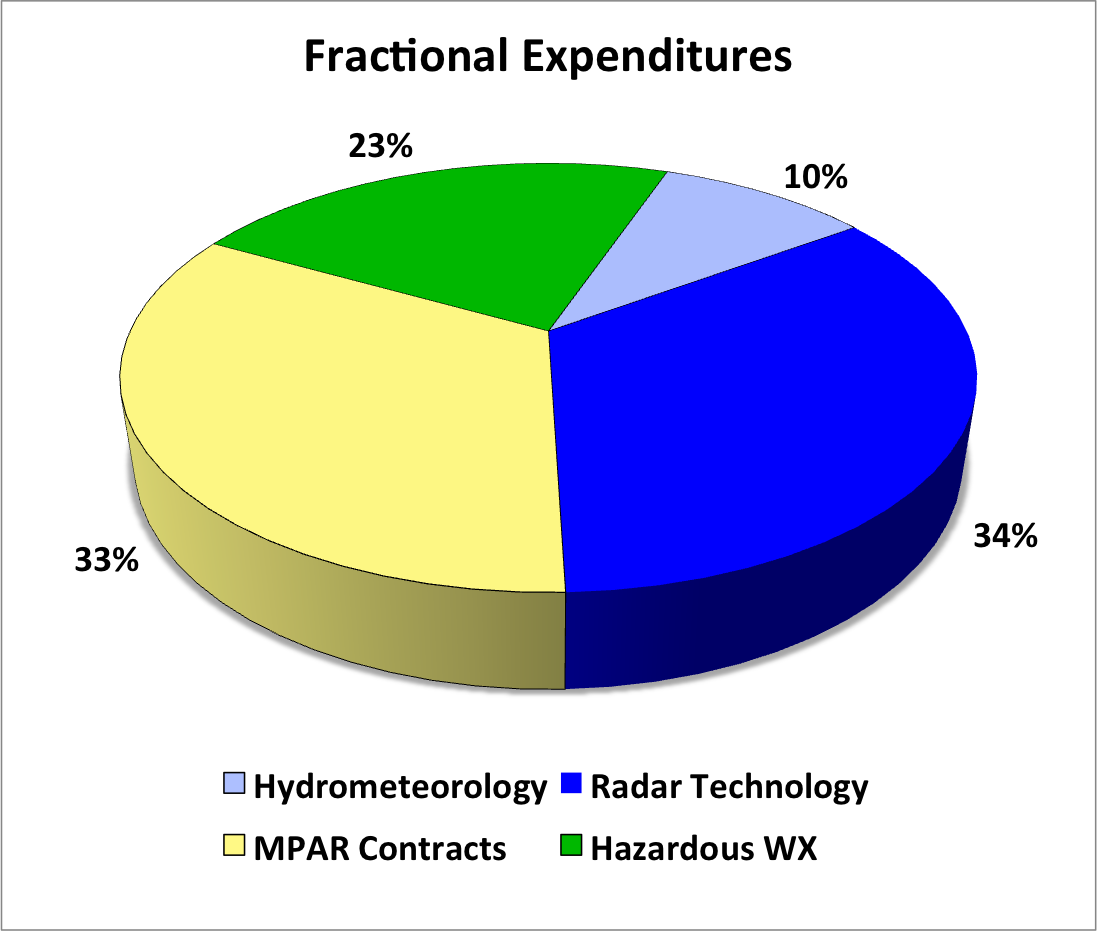 Fractional Expenditures
23%
10%
33%
34%
Hydrometeorology Radar Technology
MPAR Contracts Hazardous WX